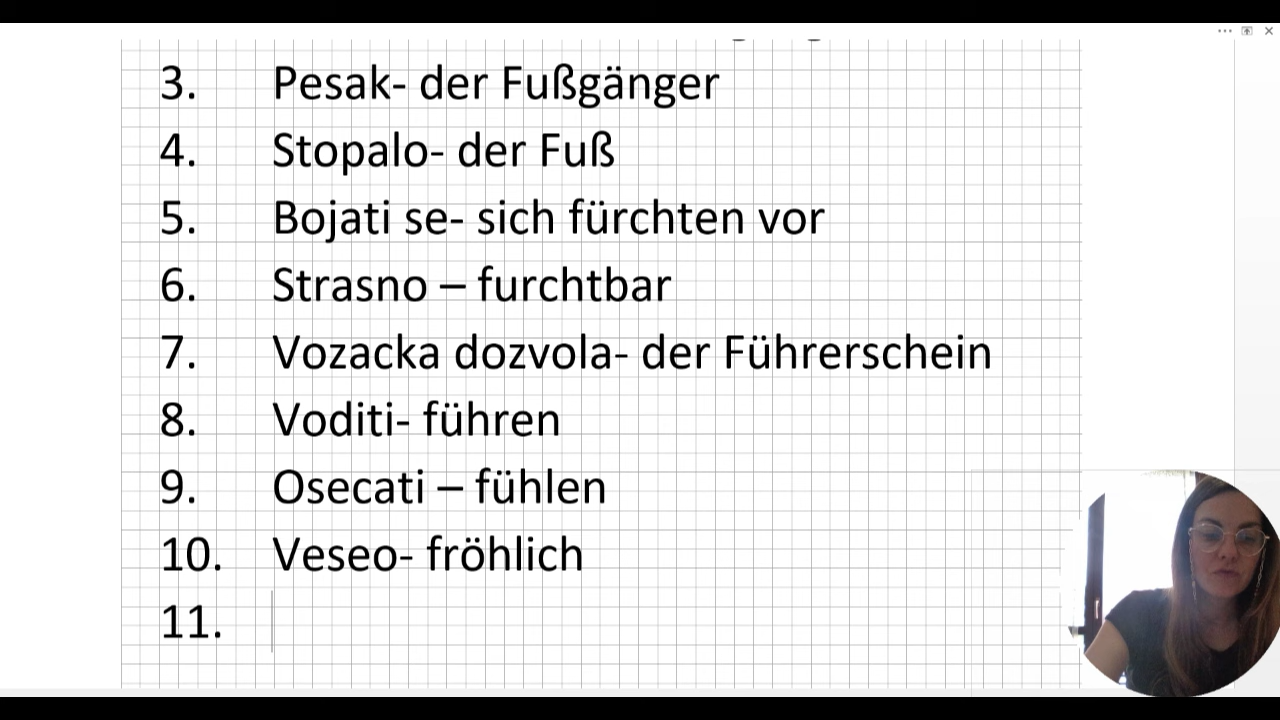 3. Pesak- der Fußgänger
4. Stopalo- der Fuß
5. Bojati se- sich fürchten vor
6. Strasno – furchtbar
7. Vozacka dozvola- der Führerschein
8. Voditi- führen
9. Osecati – fühlen
10. Veseo- fröhlich
11.